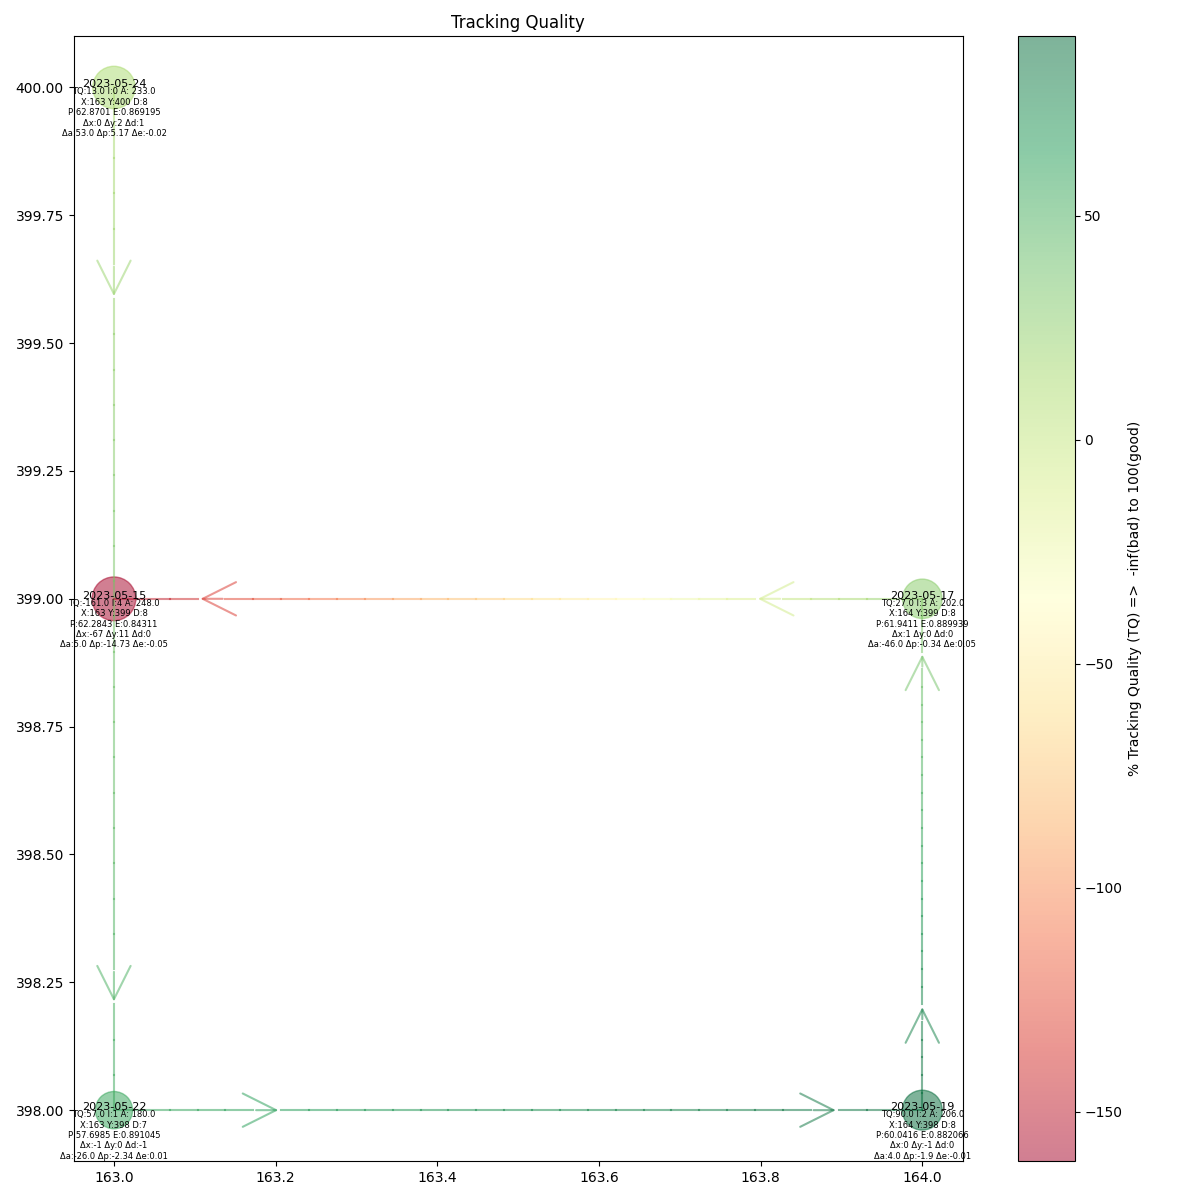 Tracking Quality
400.00
399.75
399.50
399.25
399.00
398.75
398.50
398.25
398.00
2023-05-24
TQ:13.0 I:0 A: 233.0
X:163 Y:400 D:8
P:62.8701 E:0.869195
Δx:0 Δy:2 Δd:1
Δa:53.0 Δp:5.17 Δe:-0.02
2023-05-15
TQ:-161.0 I:4 A: 248.0
X:163 Y:399 D:8
P:62.2843 E:0.84311
Δx:-67 Δy:11 Δd:0
Δa:5.0 Δp:-14.73 Δe:-0.05
2023-05-17
TQ:27.0 I:3 A: 202.0
X:164 Y:399 D:8
P:61.9411 E:0.889939
Δx:1 Δy:0 Δd:0
Δa:-46.0 Δp:-0.34 Δe:0.05
2023-05-22
TQ:57.0 I:1 A: 180.0
X:163 Y:398 D:7
P:57.6985 E:0.891045
Δx:-1 Δy:0 Δd:-1
Δa:-26.0 Δp:-2.34 Δe:0.01
2023-05-19
TQ:90.0 I:2 A: 206.0
X:164 Y:398 D:8
P:60.0416 E:0.882066
Δx:0 Δy:-1 Δd:0
Δa:4.0 Δp:-1.9 Δe:-0.01
163.0 163.2 163.4 163.6 163.8 164.0
50
0
−50
−100
−150
% Tracking Quality (TQ) => -inf(bad) to 100(good)